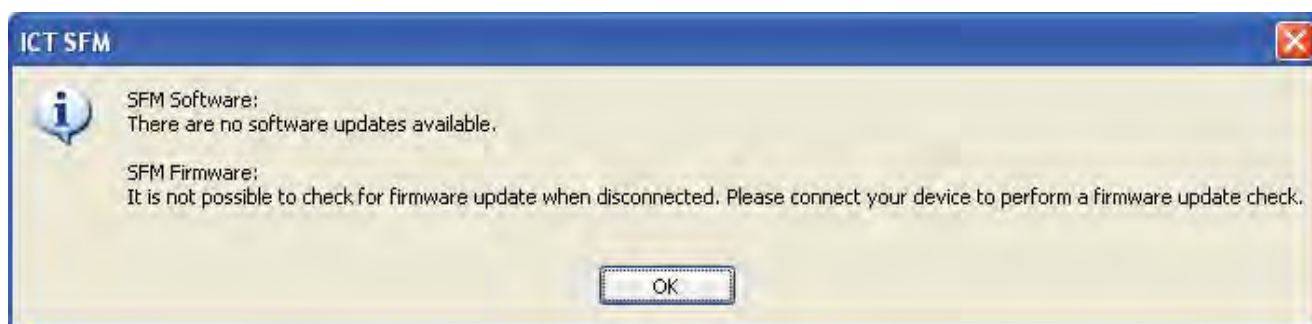 ICT SFM
SFM Software:
There are no software updates available.
SFM Firmware:
It is not possible to check for firmware update when disconnected. Please connect your device to perform a firmware update check.
OK